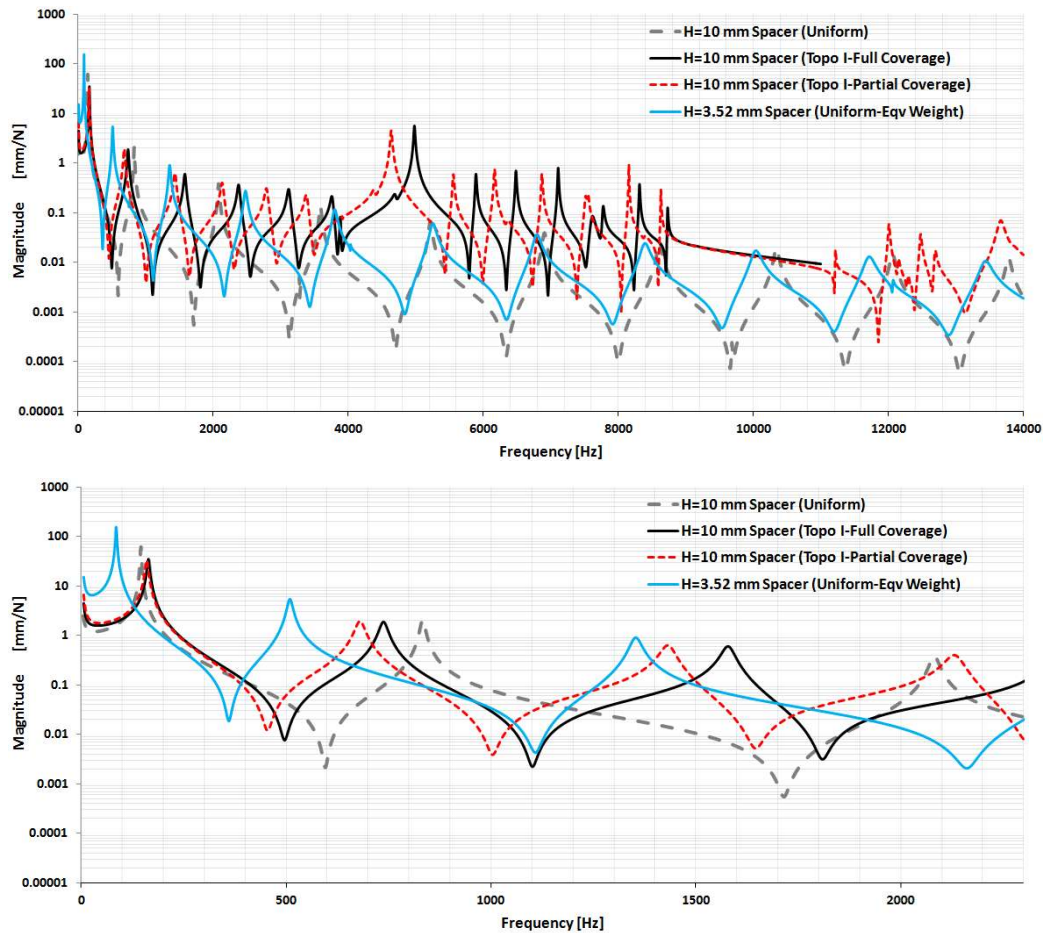 1000
100
10
1
0.1
0.01
0.001
0.0001
0.00001
Magnitude [mm/N]
H=10 mm Spacer (Uniform)
H=10 mm Spacer (Topo I-Full Coverage)
H=10 mm Spacer (Topo I-Partial Coverage)
H=3.52 mm Spacer (Uniform-Eqv Weight)
0 2000 4000 6000 8000 10000 12000 14000
Frequency [Hz]
1000
100
10
1
0.1
0.01
0.001
0.0001
0.00001
Magnitude [mm/N]
H=10 mm Spacer (Uniform)
H=10 mm Spacer (Topo I-Full Coverage)
H=10 mm Spacer (Topo I-Partial Coverage)
H=3.52 mm Spacer (Uniform-Eqv Weight)
0 500 1000 1500 2000
Frequency [Hz]